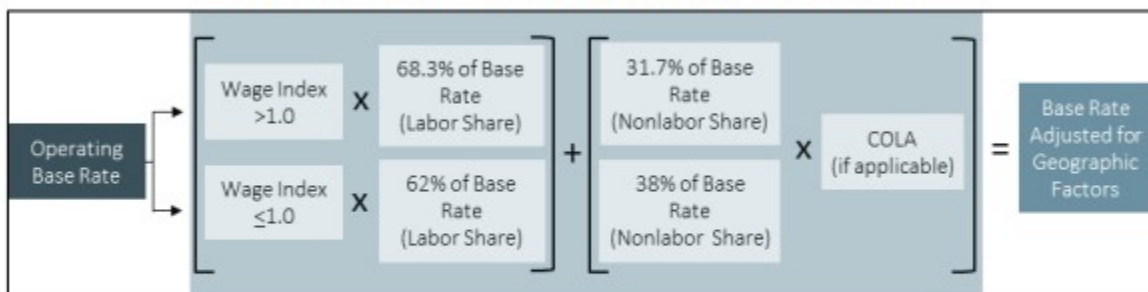 Operating
Base Rate
Wage Index
>1.0
X
68.3% of Base
Rate
(Labor Share)
Wage Index
≤1.0
X
62% of Base
Rate
(Labor Share)
+
31.7% of Base
Rate
(Nonlabor Share)
38% of Base
Rate
(Nonlabor Share)
X
COLA
(if applicable)
=
Base Rate
Adjusted for
Geographic
Factors